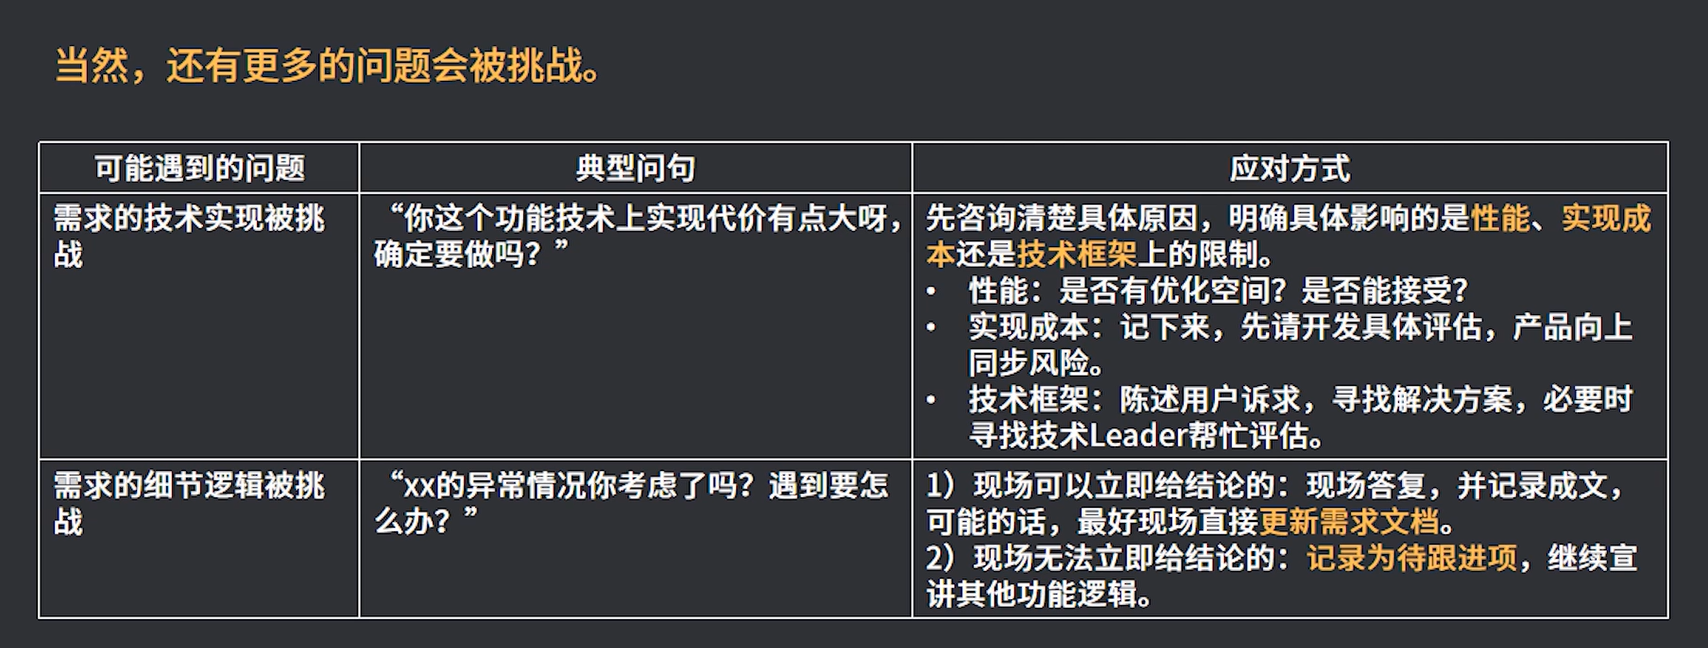 当然，还有更多的问题会被挑战。
可能遇到的问题
典型问句
应对方式
需求的技术实现被挑
战
“你这个功能技术上实现代价有点大呀，
确定要做吗？”
先咨询清楚具体原因，明确具体影响的是性能、实现成
本还是技术框架上的限制。
• 性能：是否有优化空间？是否能接受？
• 实现成本：记下来，先请开发具体评估，产品向上
同步风险。
• 技术框架：陈述用户诉求，寻找解决方案，必要时
寻找技术Leader帮忙评估。
需求的细节逻辑被挑
战
“xx的异常情况你考虑了吗？遇到要怎
么办？”
1）现场可以立即给结论的：现场答复，并记录成文，
可能的话，最好现场直接更新需求文档。
2）现场无法立即给结论的：记录为待跟进项，继续宣
讲其他功能逻辑。